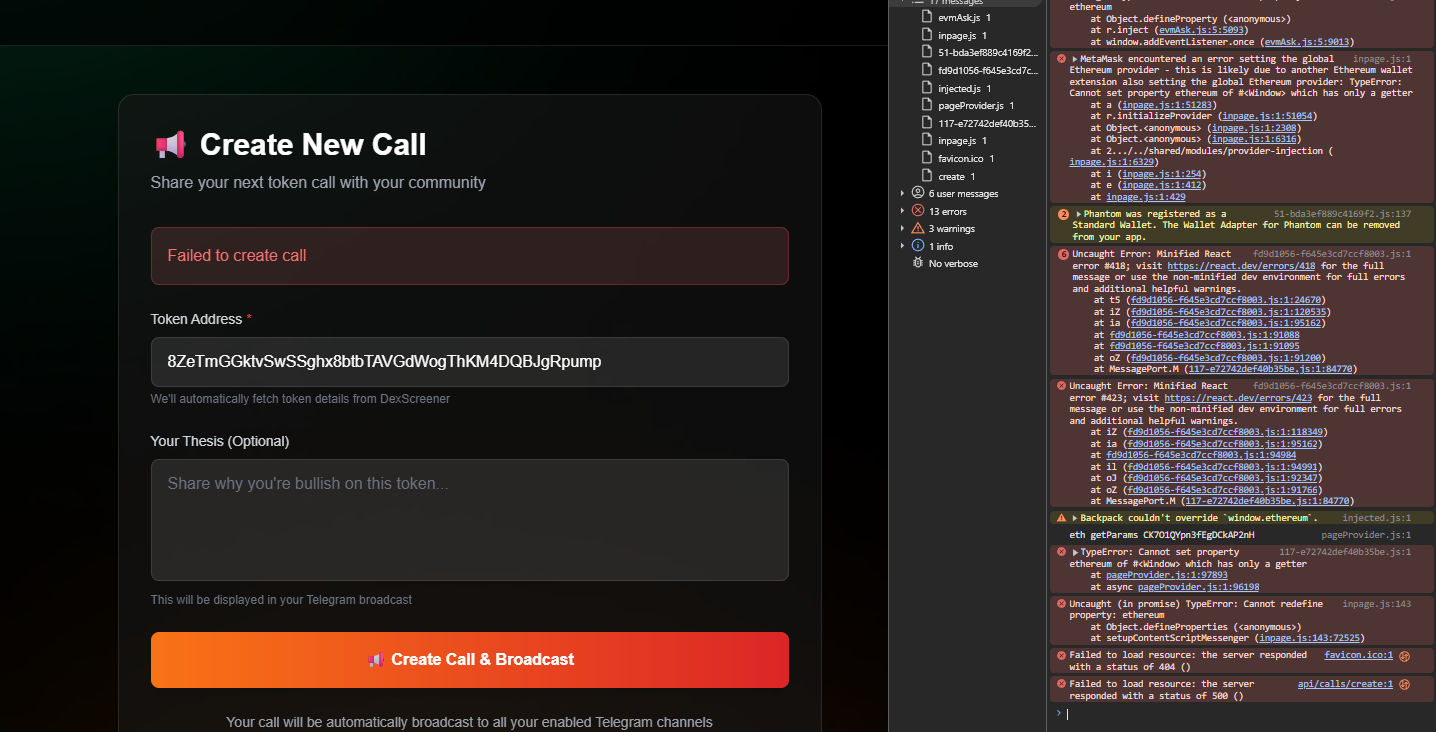 Create New Call
Share your next token call with your community
Failed to create call
Token Address *
8ZeTmGGktvSwSSghx8btbTAVGdWogThKM4DQBJgRpump
We'll automatically fetch token details from DexScreener
Your Thesis (Optional)
Share why you're bullish on this token...
This will be displayed in your Telegram broadcast
Create Call & Broadcast
Your call will be automatically broadcast to all your enabled Telegram channels
17 messages
evmAsk.js 1
inpage.js 1
51-bda3ef889c4169f2...
fd9d1056-f645e3cd7c...
injected.js 1
pageProvider.js 1
117-e72742def40b35...
inpage.js 1
favicon.ico 1
create 1
6 user messages
13 errors
3 warnings
1 info
No verbose
ethereum
at Object.defineProperty (<anonymous>)
at r.inject (evmAsk.js:5:5093)
at window.addEventListener.once (evmAsk.js:5:9013)
MetaMask encountered an error setting the global inpage.js:1
Ethereum provider - this is likely due to another Ethereum wallet
extension also setting the global Ethereum provider: TypeError:
Cannot set property ethereum of #<Window> which has only a getter
at a (inpage.js:1:51283)
at r.initializeProvider (inpage.js:1:51054)
at Object.<anonymous> (inpage.js:1:2308)
at Object.<anonymous> (inpage.js:1:6316)
at 2.../../shared/modules/provider-injection (
inpage.js:1:6329)
at i (inpage.js:1:254)
at e (inpage.js:1:412)
at inpage.js:1:429
2 Phantom was registered as a 51-bda3ef889c4169f2.js:137
Standard Wallet. The Wallet Adapter for Phantom can be removed
from your app.
6 Uncaught Error: Minified React fd9d1056-f645e3cd7ccf8003.js:1
error #418; visit https://react.dev/errors/418 for the full
message or use the non-minified dev environment for full errors
and additional helpful warnings.
at t5 (fd9d1056-f645e3cd7ccf8003.js:1:24670)
at iZ (fd9d1056-f645e3cd7ccf8003.js:1:120535)
at ia (fd9d1056-f645e3cd7ccf8003.js:1:95162)
at fd9d1056-f645e3cd7ccf8003.js:1:91088
at fd9d1056-f645e3cd7ccf8003.js:1:91095
at oZ (fd9d1056-f645e3cd7ccf8003.js:1:91200)
at MessagePort.M (117-e72742def40b35be.js:1:84770)
Uncaught Error: Minified React fd9d1056-f645e3cd7ccf8003.js:1
error #423; visit https://react.dev/errors/423 for the full
message or use the non-minified dev environment for full errors
and additional helpful warnings.
at iZ (fd9d1056-f645e3cd7ccf8003.js:1:118349)
at ia (fd9d1056-f645e3cd7ccf8003.js:1:95162)
at fd9d1056-f645e3cd7ccf8003.js:1:94984
at il (fd9d1056-f645e3cd7ccf8003.js:1:94991)
at oJ (fd9d1056-f645e3cd7ccf8003.js:1:92347)
at oZ (fd9d1056-f645e3cd7ccf8003.js:1:91766)
at MessagePort.M (117-e72742def40b35be.js:1:84770)
Backpack couldn't override `window.ethereum`. injected.js:1
eth getParams CK7O1QYpn3fEgDCkAP2nH pageProvider.js:1
TypeError: Cannot set property 117-e72742def40b35be.js:1
ethereum of #<Window> which has only a getter
at pageProvider.js:1:97893
at async pageProvider.js:1:96198
Uncaught (in promise) TypeError: Cannot redefine inpage.js:143
property: ethereum
at Object.defineProperties (<anonymous>)
at setupContentScriptMessenger (inpage.js:143:72525)
Failed to load resource: the server responded favicon.ico:1
with a status of 404 ()
Failed to load resource: the server api/calls/create:1
responded with a status of 500 ()